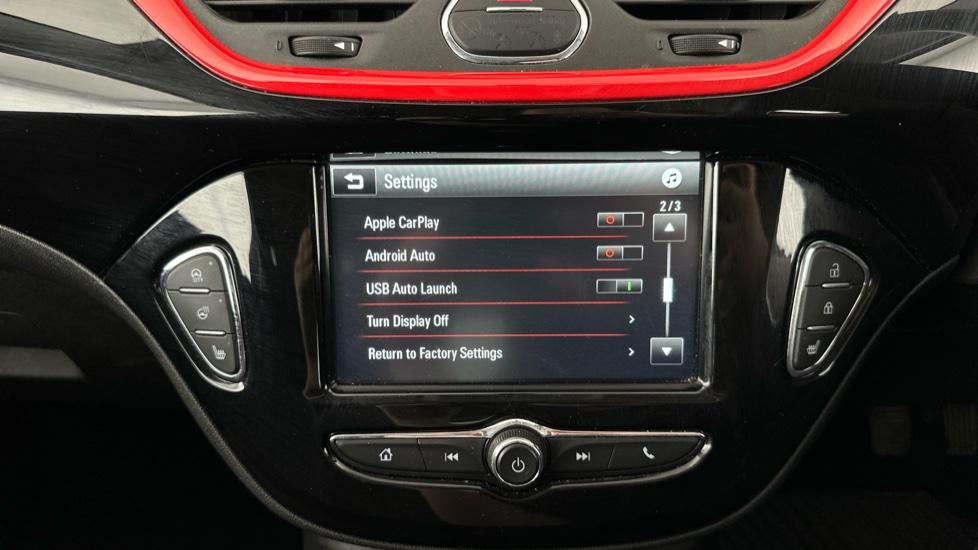 Settings
2/3
Apple CarPlay
Android Auto
USB Auto Launch
Turn Display Off
Return to Factory Settings